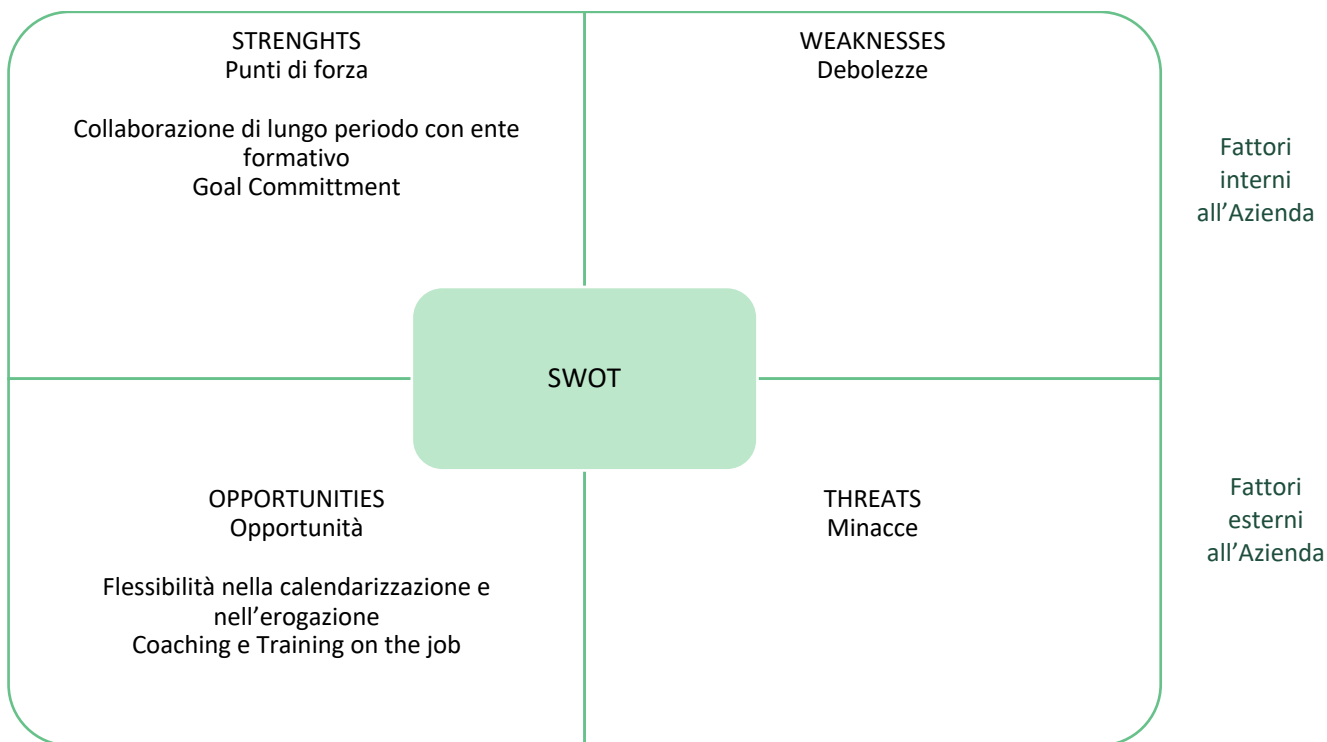 STRENGHTS
Punti di forza
Collaborazione di lungo periodo con ente
formativo
Goal Committment
WEAKNESSES
Debolezze
Fattori
interni
all'Azienda
SWOT
OPPORTUNITIES
Opportunità
Flessibilità nella calendarizzazione e
nell'erogazione
Coaching e Training on the job
THREATS
Minacce
Fattori
esterni
all'Azienda